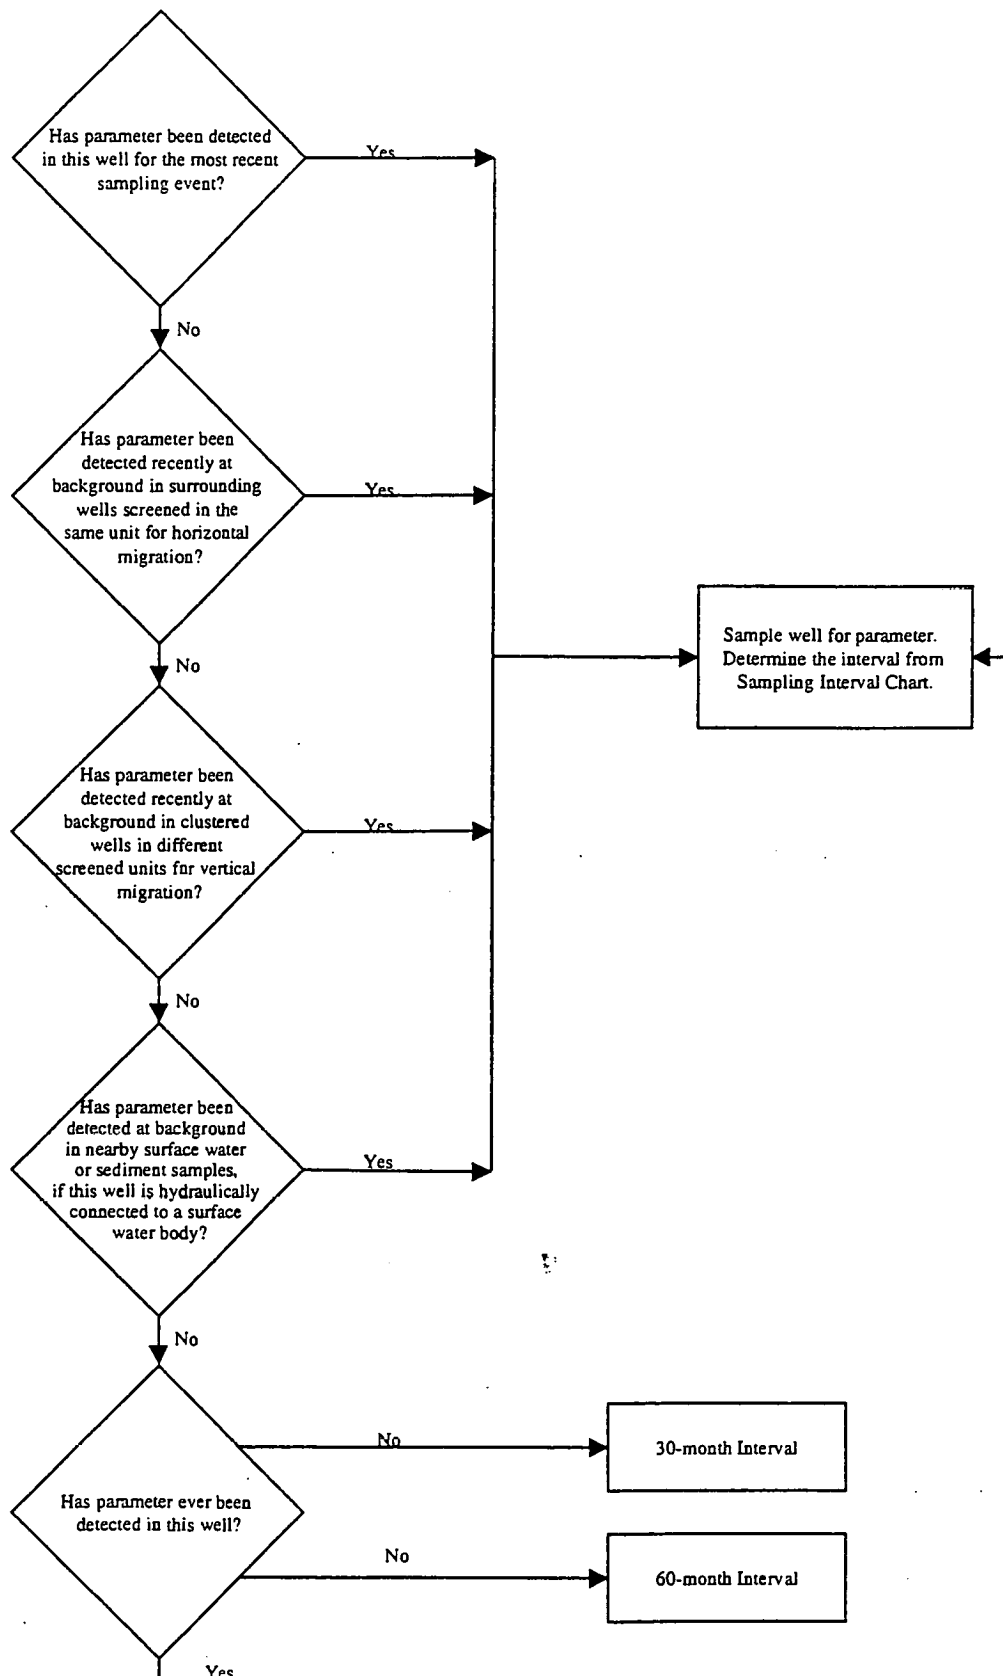 Has parameter been detected
in this well for the most recent
sampling event?
Yes
No
Has parameter been
detected recently at
background in surrounding
wells screened in the
same unit for horizontal
migration?
Yes
No
Sample well for parameter.
Determine the interval from
Sampling Interval Chart.
Has parameter been
detected recently at
background in clustered
wells in different
screened units for vertical
migration?
Yes
No
Has parameter been
detected at background
in nearby surface water
or sediment samples,
if this well is hydraulically
connected to a surface
water body?
Yes
No
Has parameter ever been
detected in this well?
No
30-month Interval
No
60-month Interval
Yes